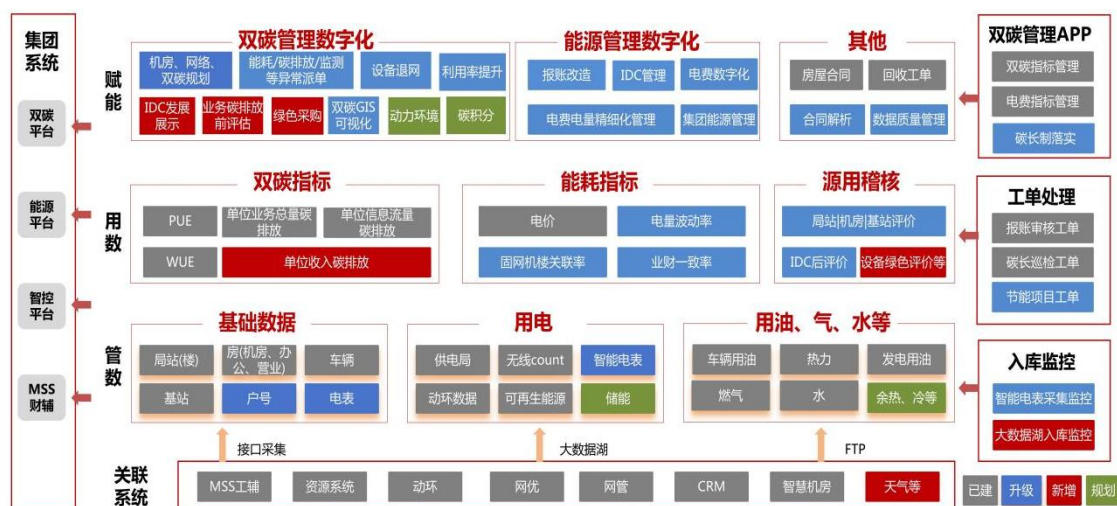 集团
系统
双碳
平台
能源
平台
智控
平台
MSS
财辅
赋能
双碳管理数字化
机房、网络、
双碳规划
能耗/碳排放/监测
等异常派单
设备退网
利用率提升
IDC发展
展示
业务碳排放
前评估
绿色采购
双碳GIS
可视化
动力环境
碳积分
能源管理数字化
报账改造
IDC管理
电费数字化
电费电量精细化管理
集团能源管理
其他
房屋合同
回收工单
合同解析
数据质量管理
双碳管理APP
双碳指标管理
电费指标管理
碳长制落实
用数
双碳指标
PUE
单位业务总量碳
排放
单位信息流量
碳排放
WUE
单位收入碳排放
能耗指标
电价
电量波动率
固网机楼关联率
业财一致率
源用稽核
局站|机房|基站评价
IDC后评价
设备绿色评价等
工单处理
报账审核工单
碳长巡检工单
节能项目工单
管数
基础数据
局站(楼)
房(机房、办
公、营业)
车辆
基站
户号
电表
用电
供电局
无线count
智能电表
动环数据
可再生能源
储能
用油、气、水等
车辆用油
热力
发电用油
燃气
水
余热、冷等
入库监控
智能电表采集监控
大数据湖入库监控
接口采集
大数据湖
FTP
关联
系统
MSS工辅
资源系统
动环
网优
网管
CRM
智慧机房
天气等
已建
升级
新增
规划